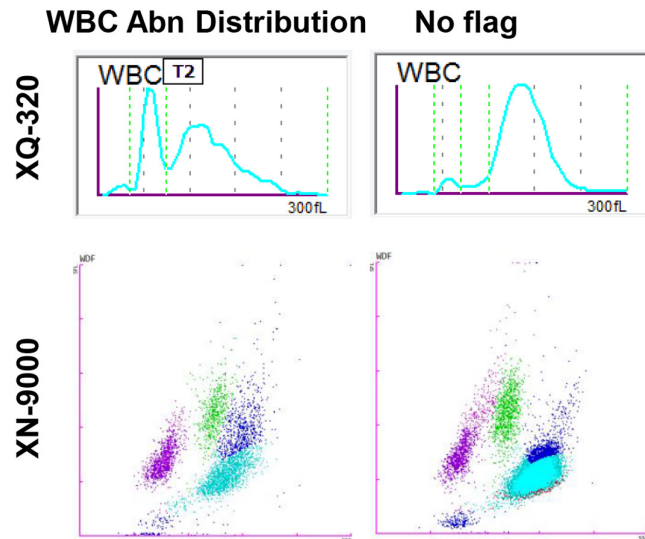 WBC Abn Distribution
No flag
XQ-320
WBC T2
300fL
WBC
300fL
XN-9000
WDF
WDF